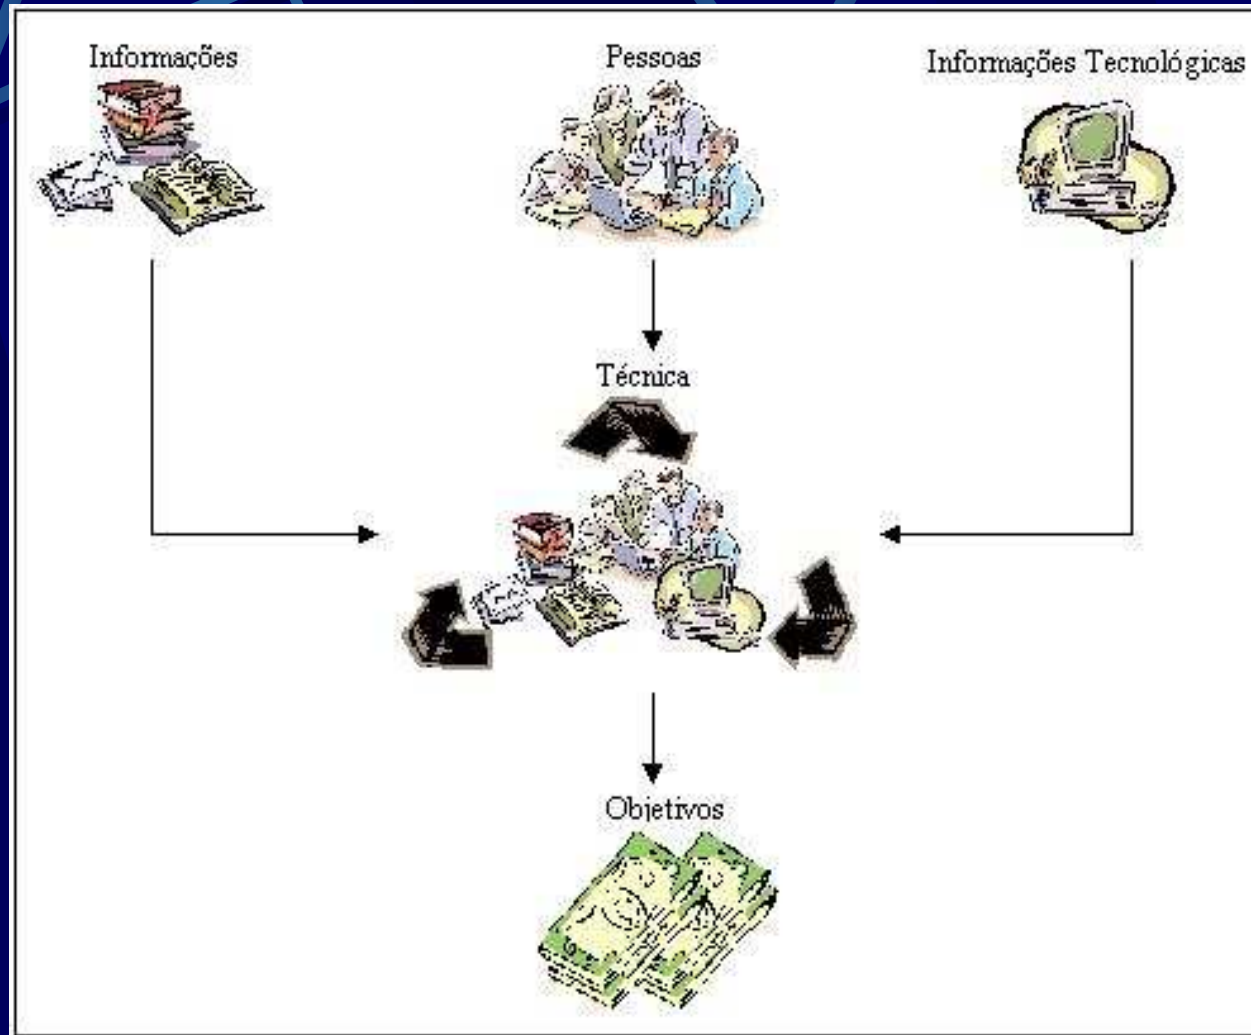 Informações
Pessoas
Informações Tecnológicas
Técnica
Objetivos